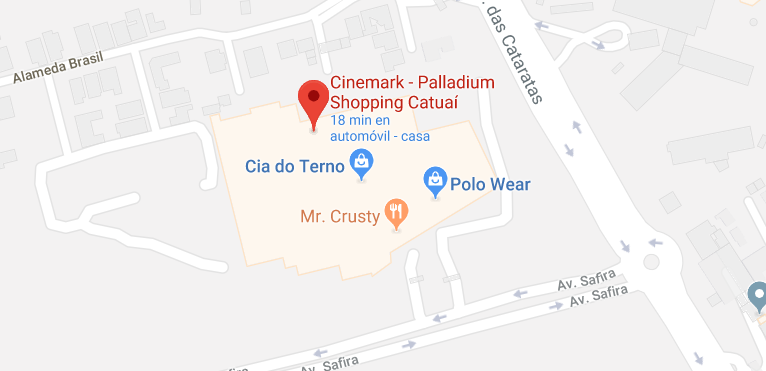 . das Cataratas
Alameda Brasil
Cinemark - Palladium
Shopping Catuaí
18 min en
automóvil - casa
Cia do Terno
Polo Wear
Mr. Crusty
Av. Safira
Av. Safira
Av. Safira